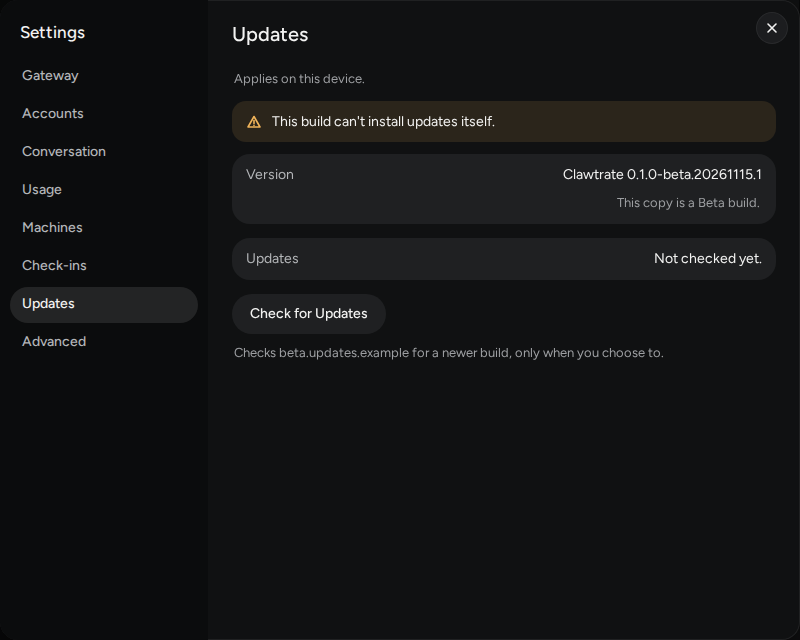 Settings
Gateway
Accounts
Conversation
Usage
Machines
Check-ins
Updates
Advanced
Updates
Applies on this device.
This build can't install updates itself.
Version
Clawtrate 0.1.0-beta.20261115.1
This copy is a Beta build.
Updates
Not checked yet.
Check for Updates
Checks beta.updates.example for a newer build, only when you choose to.